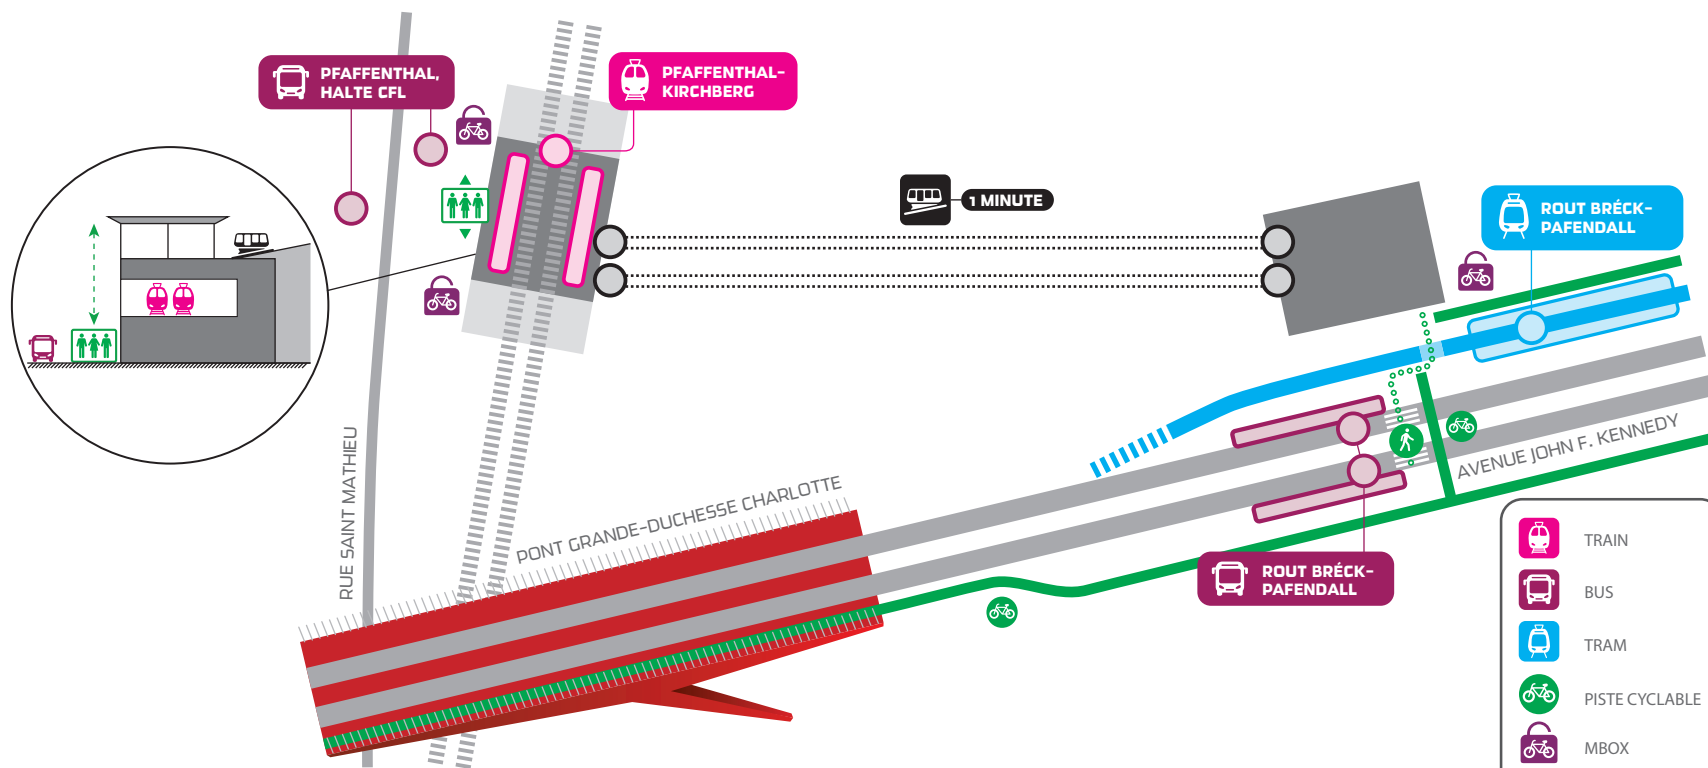 PFAFFENTHAL,
HALTE CFL
PFAFFENTHAL-
KIRCHBERG
1 MINUTE
ROUT BRÉCK-
PAFENDALL
RUE SAINT MATHIEU
PONT GRANDE-DUCHESSE CHARLOTTE
AVENUE JOHN F. KENNEDY
ROUT BRÉCK-
PAFENDALL
TRAIN
BUS
TRAM
PISTE CYCLABLE
MBOX